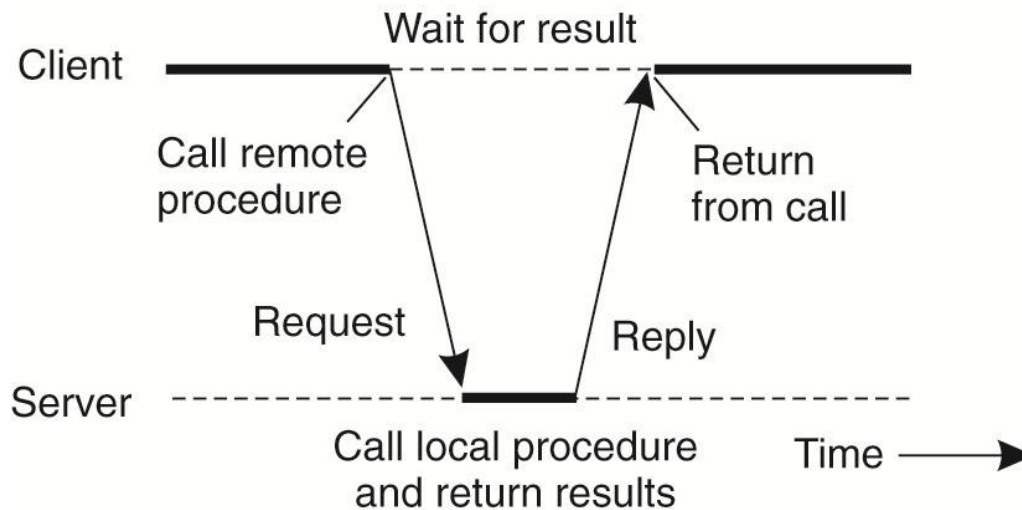 Wait for result
Client
Call remote
procedure
Return
from call
Request
Reply
Server
Call local procedure
and return results
Time